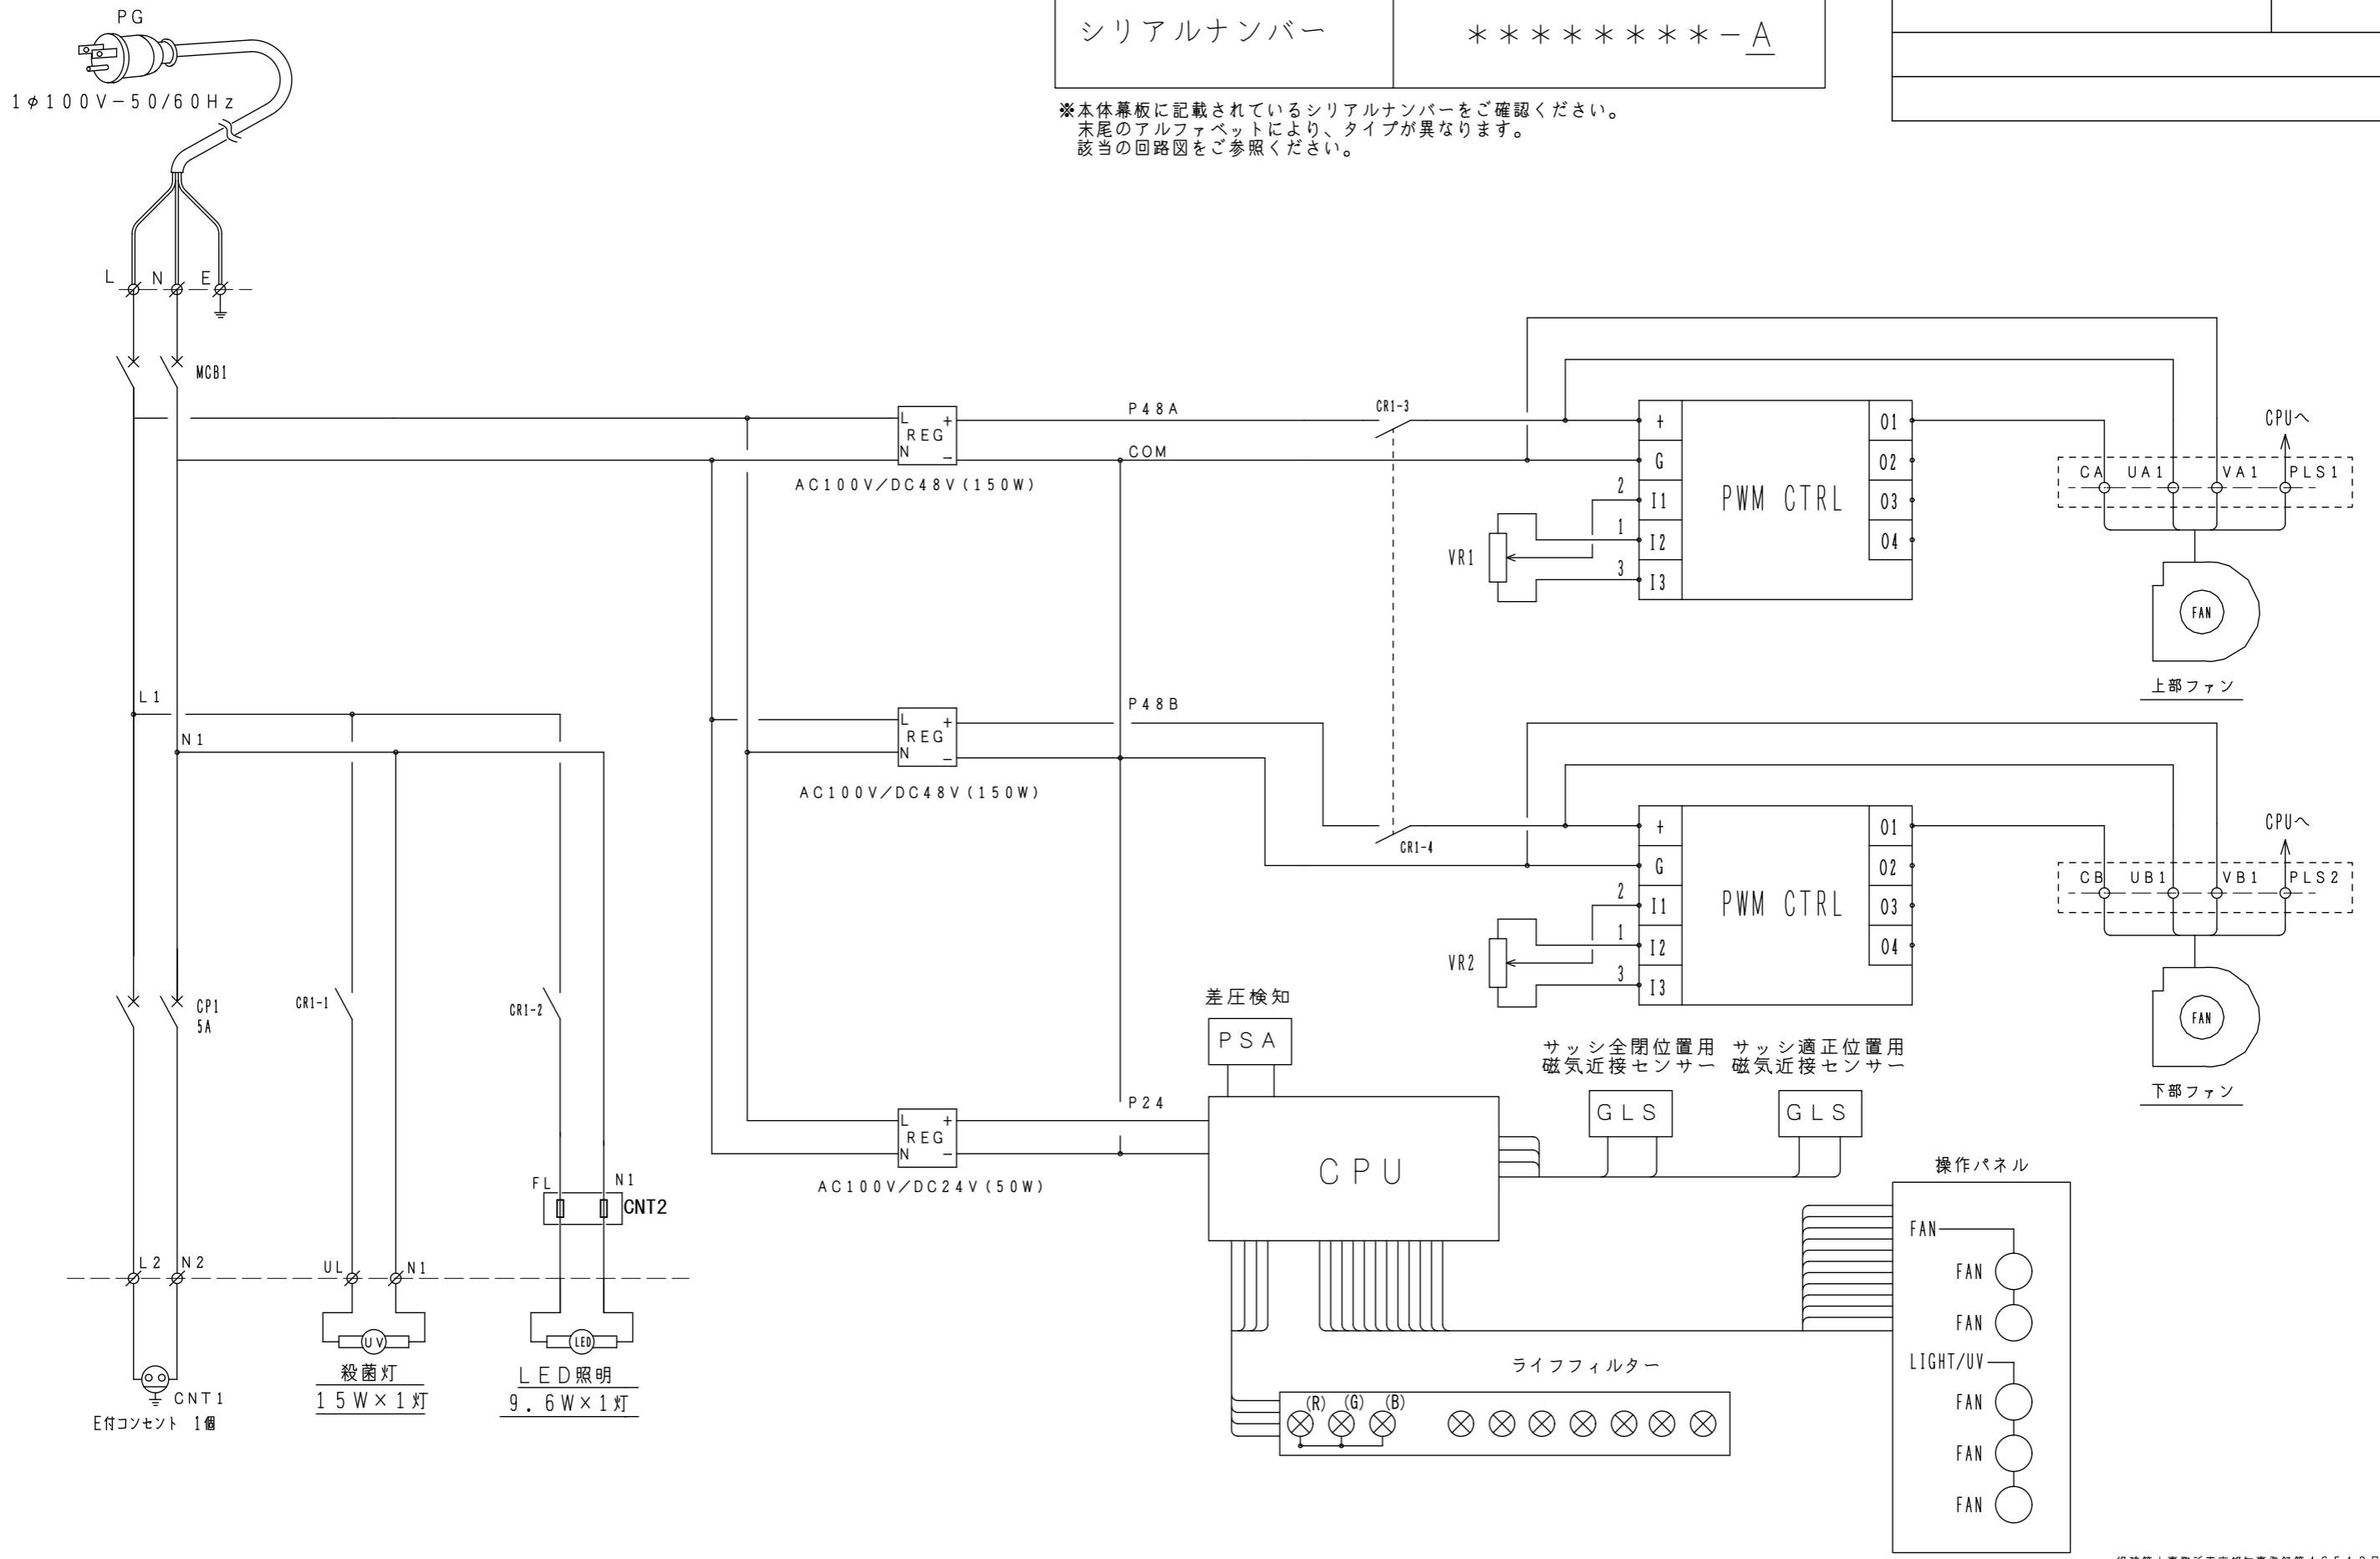 PG
1φ100V-50/60Hz
シリアルナンバー
********-A
※本体幕板に記載されているシリアルナンバーをご確認ください。
末尾のアルファベットにより、タイプが異なります。
該当の回路図をご参照ください。
L N E
MCB1
L + REG N -
AC100V/DC48V(150W)
P48A
COM
CR1-3
+
G
I1
I2
I3
2
1
3
VR1
PWM CTRL
O1
O2
O3
O4
CPUへ
CA UA1 VA1 PLS1
FAN
上部ファン
L1
N1
L + REG N -
AC100V/DC48V(150W)
P48B
CR1-4
+
G
I1
I2
I3
2
1
3
VR2
PWM CTRL
O1
O2
O3
O4
CPUへ
CB UB1 VB1 PLS2
FAN
下部ファン
CP1
5A
CR1-1
CR1-2
差圧検知
PSA
サッシ全閉位置用
磁気近接センサー
GLS
サッシ適正位置用
磁気近接センサー
GLS
L + REG N -
AC100V/DC24V(50W)
P24
CPU
FL N1
CNT2
L2 N2
UL N1
UV
LED
殺菌灯
15W×1灯
LED照明
9.6W×1灯
CNT1
E付コンセント 1個
ライフフィルター
(R) (G) (B)
操作パネル
FAN
FAN
FAN
LIGHT/UV
FAN
FAN
FAN